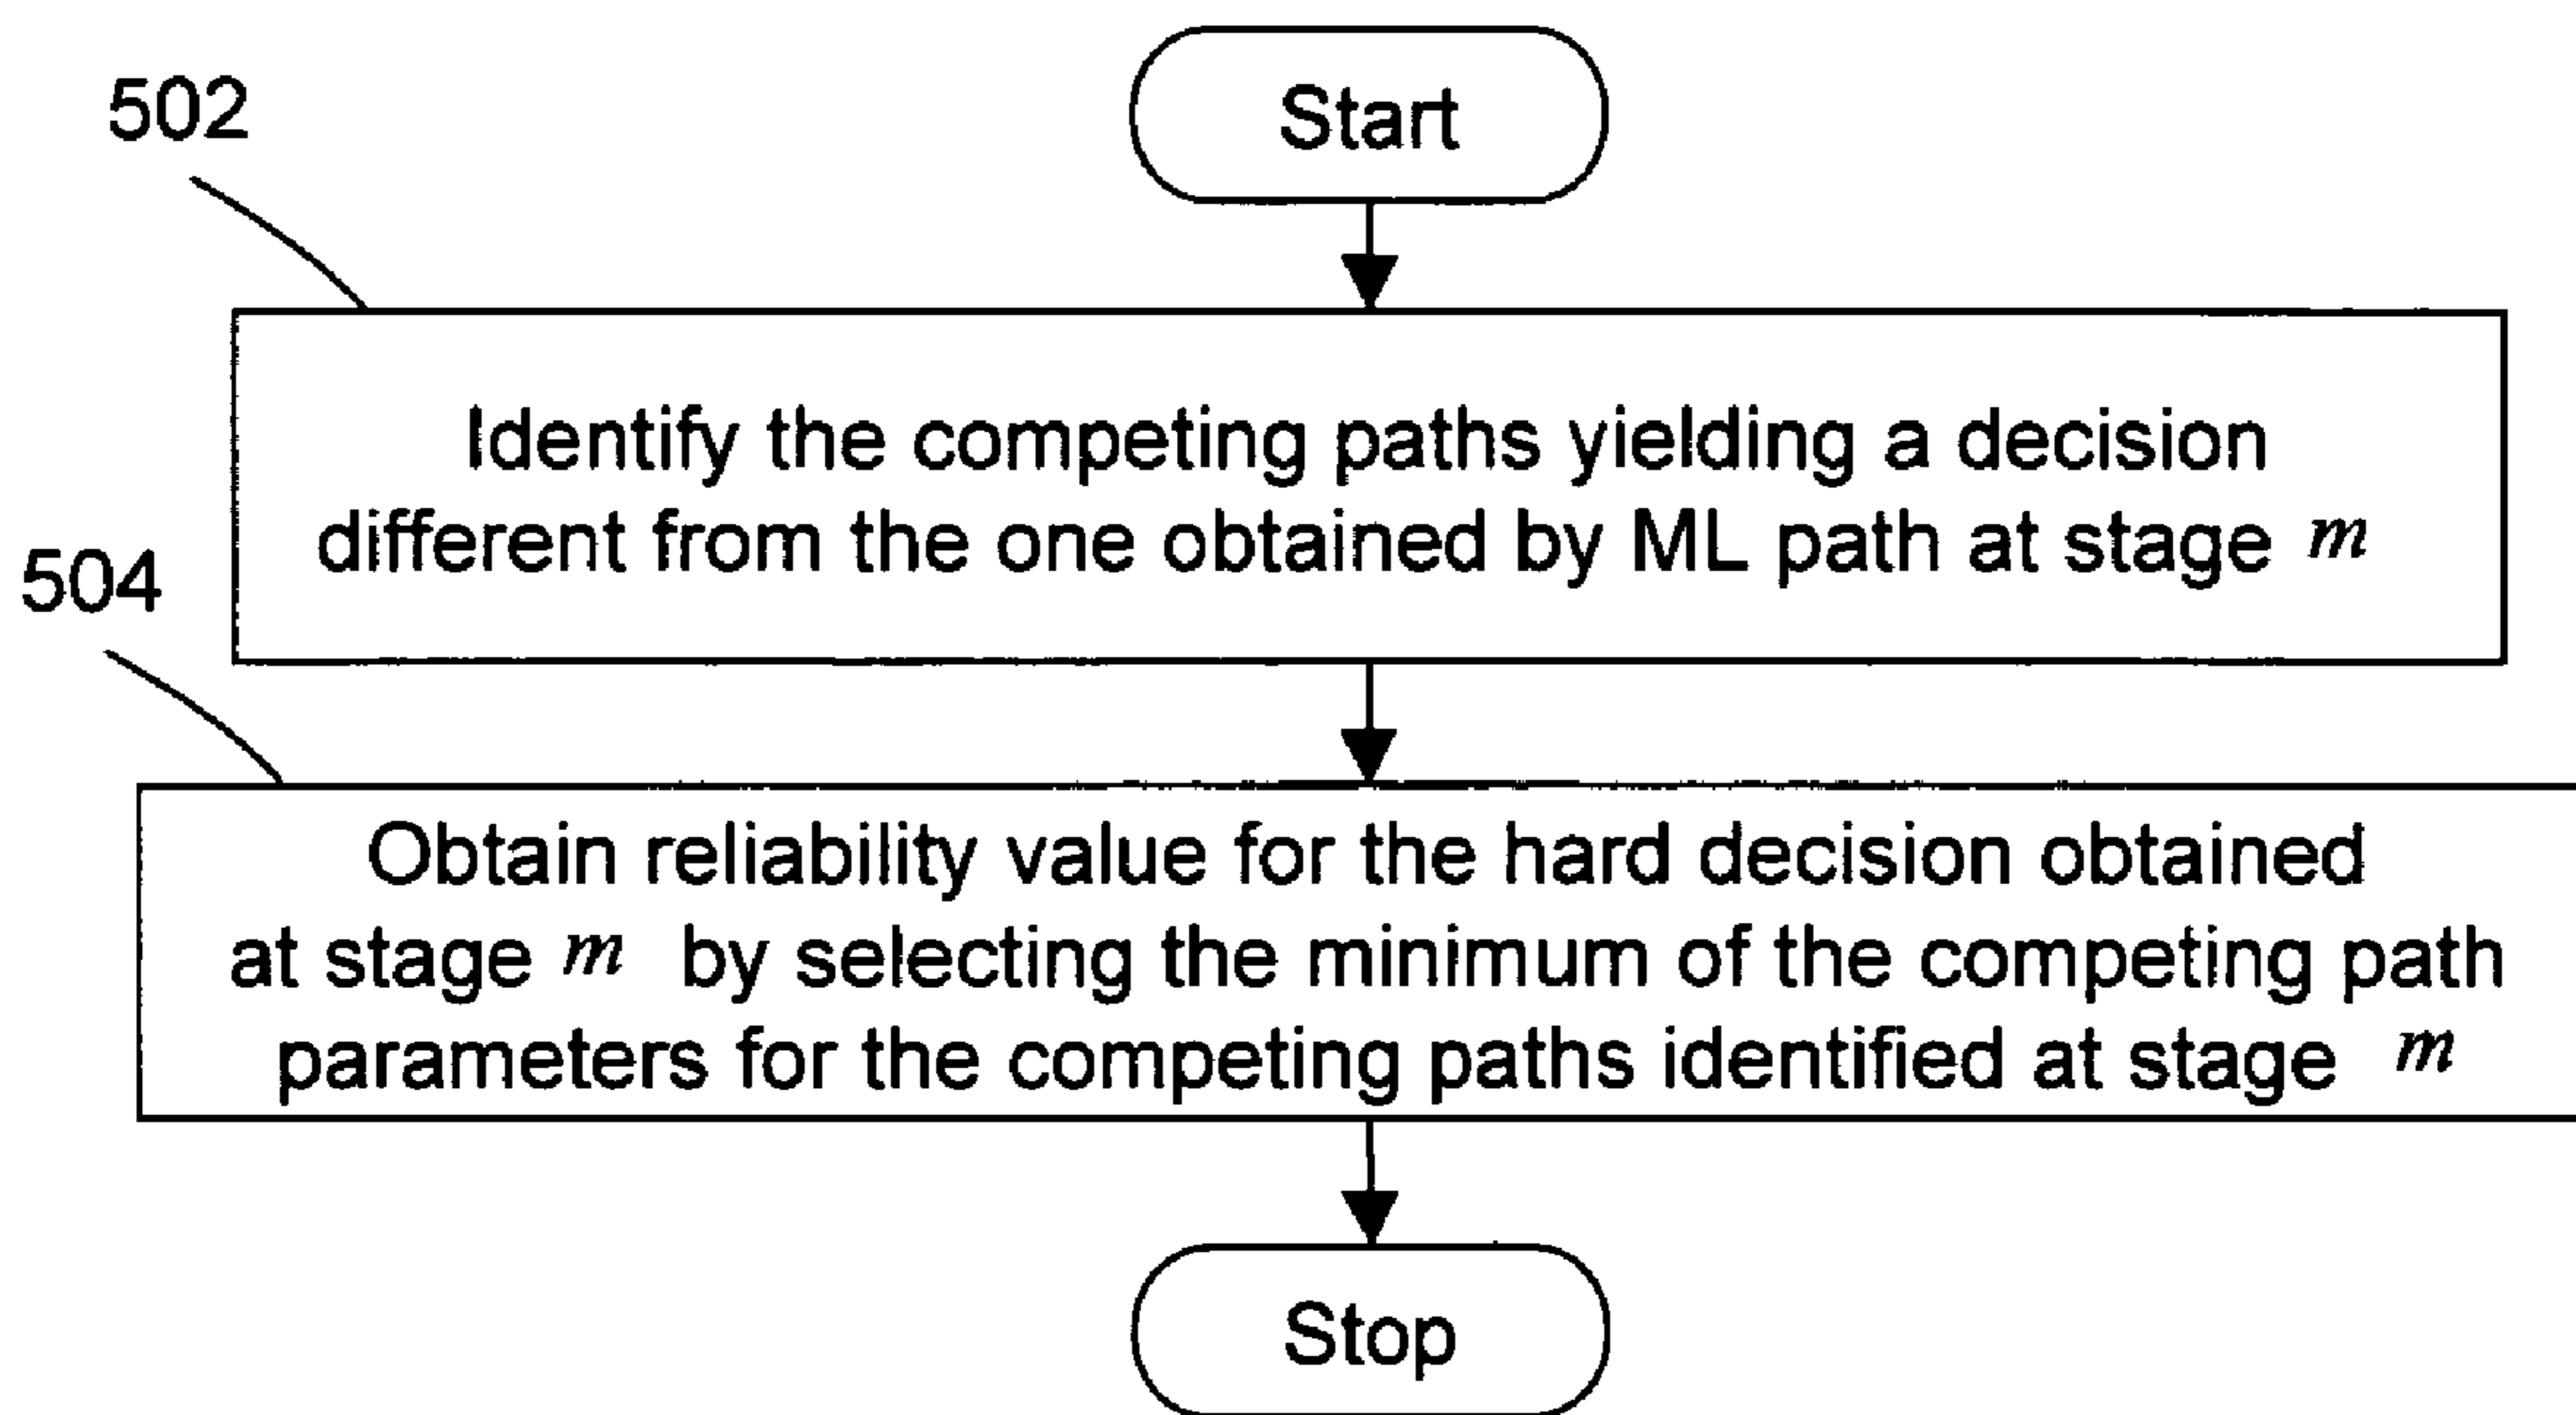 502
Start
Identify the competing paths yielding a decision
different from the one obtained by ML path at stage m
504
Obtain reliability value for the hard decision obtained
at stage m by selecting the minimum of the competing path
parameters for the competing paths identified at stage m
Stop